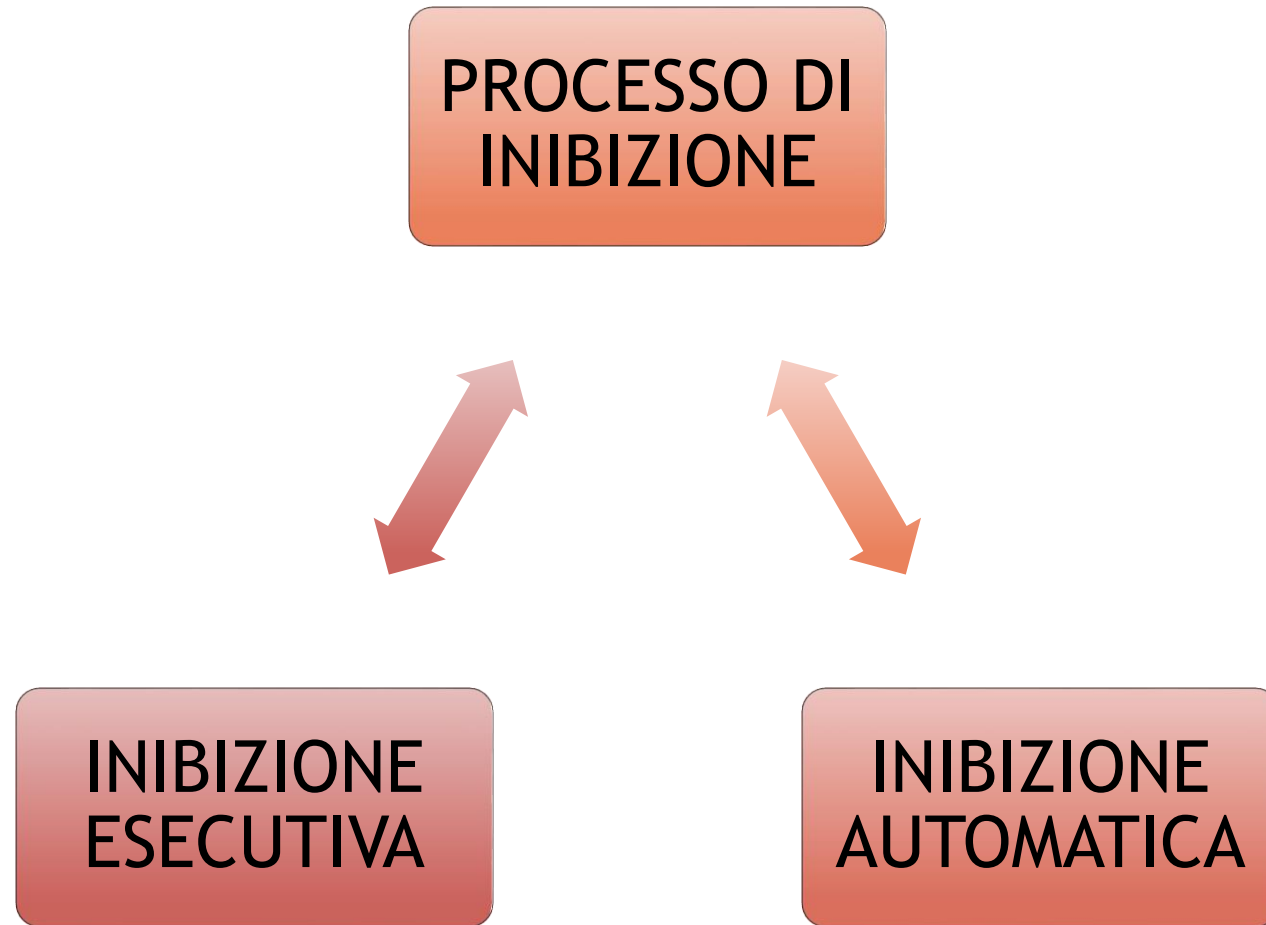 PROCESSO DI
INIBIZIONE
INIBIZIONE
ESECUTIVA
INIBIZIONE
AUTOMATICA